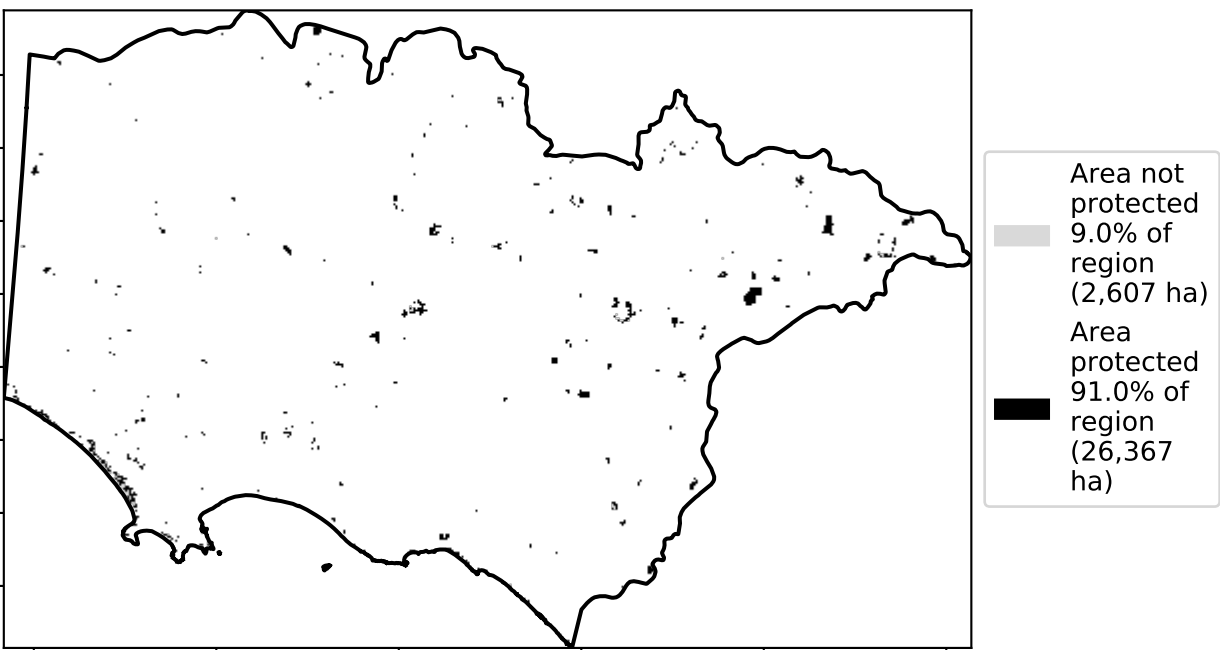 Area not
protected
9.0% of
region
(2,607 ha)
Area
protected
91.0% of
region
(26,367
ha)